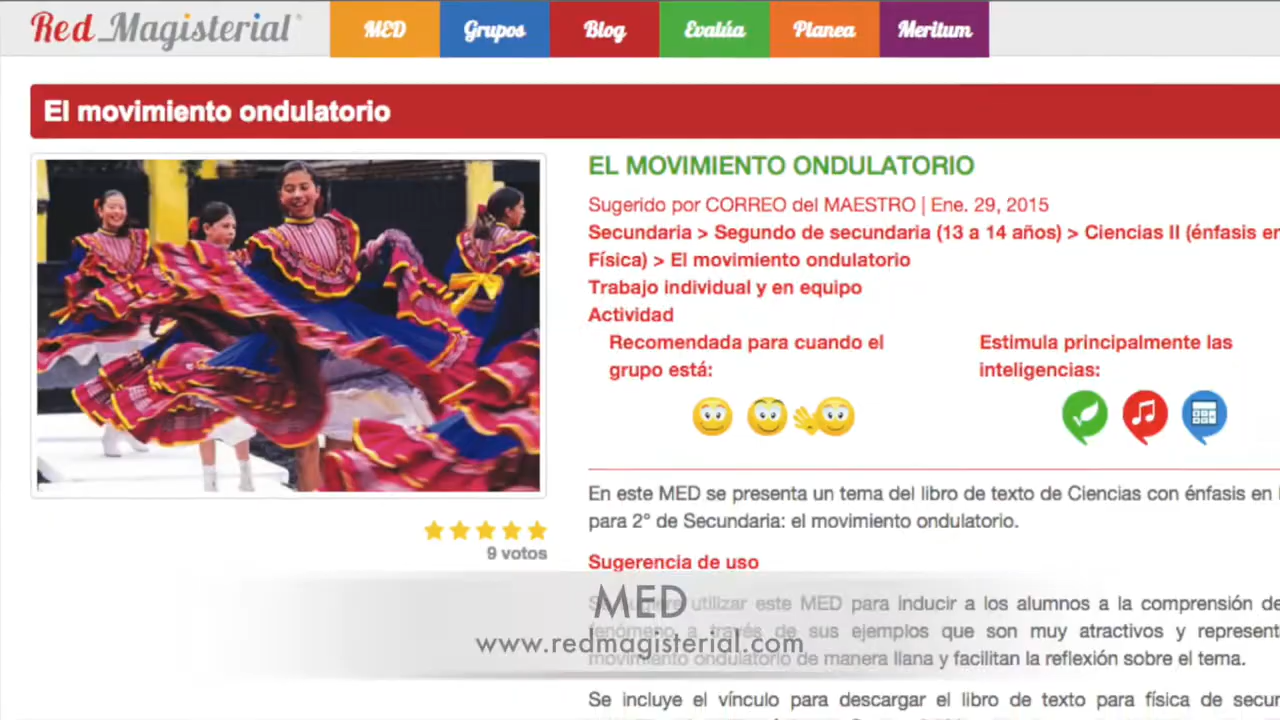 Red_Magisterial
MED
Grupos
Blog
Evalúa
Planea
Meritum
El movimiento ondulatorio
EL MOVIMIENTO ONDULATORIO
Sugerido por CORREO del MAESTRO | Ene. 29, 2015
Secundaria > Segundo de secundaria (13 a 14 años) > Ciencias II (énfasis en
Física) > El movimiento ondulatorio
Trabajo individual y en equipo
Actividad
Recomendada para cuando el
grupo está:
Estimula principalmente las
inteligencias:
9 votos
En este MED se presenta un tema del libro de texto de Ciencias con énfasis en
para 2° de Secundaria: el movimiento ondulatorio.
Sugerencia de uso
utilizar este MED para inducir a los alumnos a la comprensión de
fenómeno a través de sus ejemplos que son muy atractivos y represent
movimiento ondulatorio de manera llana y facilitan la reflexión sobre el tema.
Se incluye el vínculo para descargar el libro de texto para física de secu
MED
www.redmagisterial.com